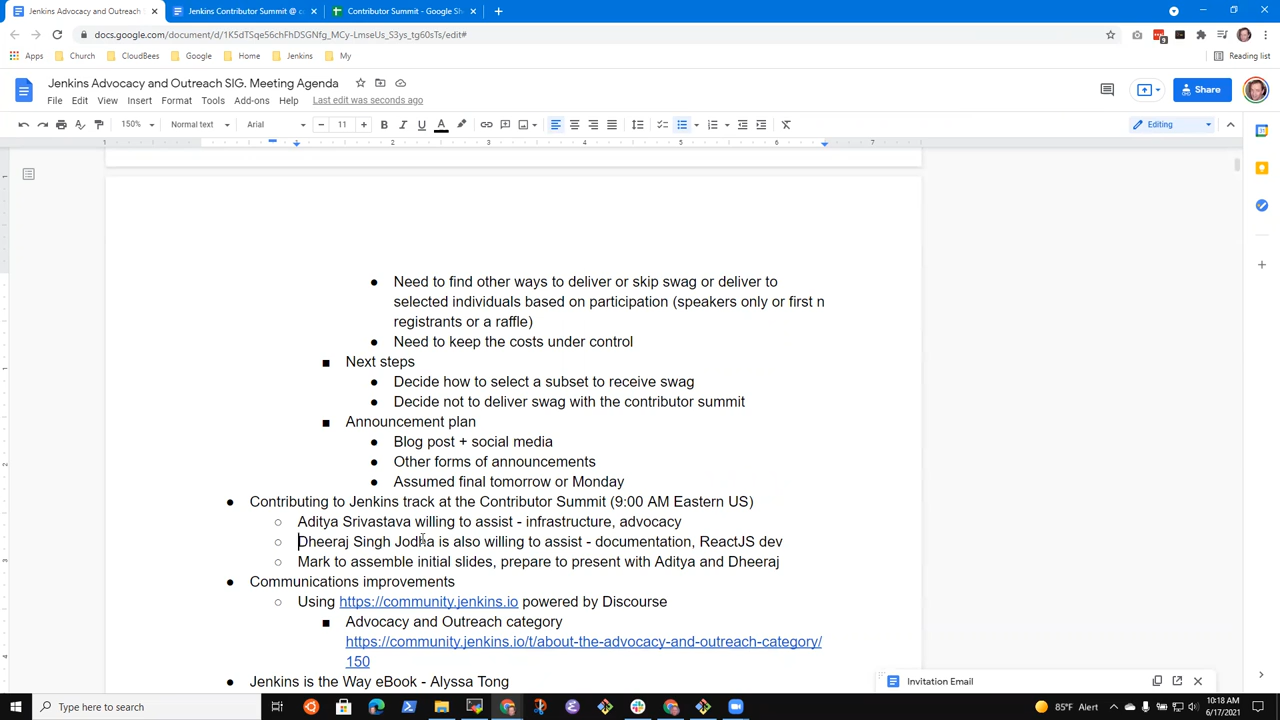 Jenkins Advocacy and Outreach S
Jenkins Contributor Summit @ c
Contributor Summit - Google Sh
docs.google.com/document/d/1K5dTSqe56chFhDSGNfg_MCy-LmseUs_S3ys_tg60sTs/edit#
Apps Church CloudBees Google Home Jenkins My Reading list
Jenkins Advocacy and Outreach SIG. Meeting Agenda
File Edit View Insert Format Tools Add-ons Help Last edit was seconds ago
Share
150% Normal text Arial 11 Editing
1 2 3 4 5 6 7
● Need to find other ways to deliver or skip swag or deliver to
selected individuals based on participation (speakers only or first n
registrants or a raffle)
● Need to keep the costs under control
■ Next steps
● Decide how to select a subset to receive swag
● Decide not to deliver swag with the contributor summit
■ Announcement plan
● Blog post + social media
● Other forms of announcements
● Assumed final tomorrow or Monday
● Contributing to Jenkins track at the Contributor Summit (9:00 AM Eastern US)
○ Aditya Srivastava willing to assist - infrastructure, advocacy
○ Dheeraj Singh Jodha is also willing to assist - documentation, ReactJS dev
○ Mark to assemble initial slides, prepare to present with Aditya and Dheeraj
● Communications improvements
○ Using https://community.jenkins.io powered by Discourse
■ Advocacy and Outreach category
https://community.jenkins.io/t/about-the-advocacy-and-outreach-category/
150
● Jenkins is the Way eBook - Alyssa Tong
Invitation Email
Type here to search
85°F Alert
10:18 AM
6/17/2021